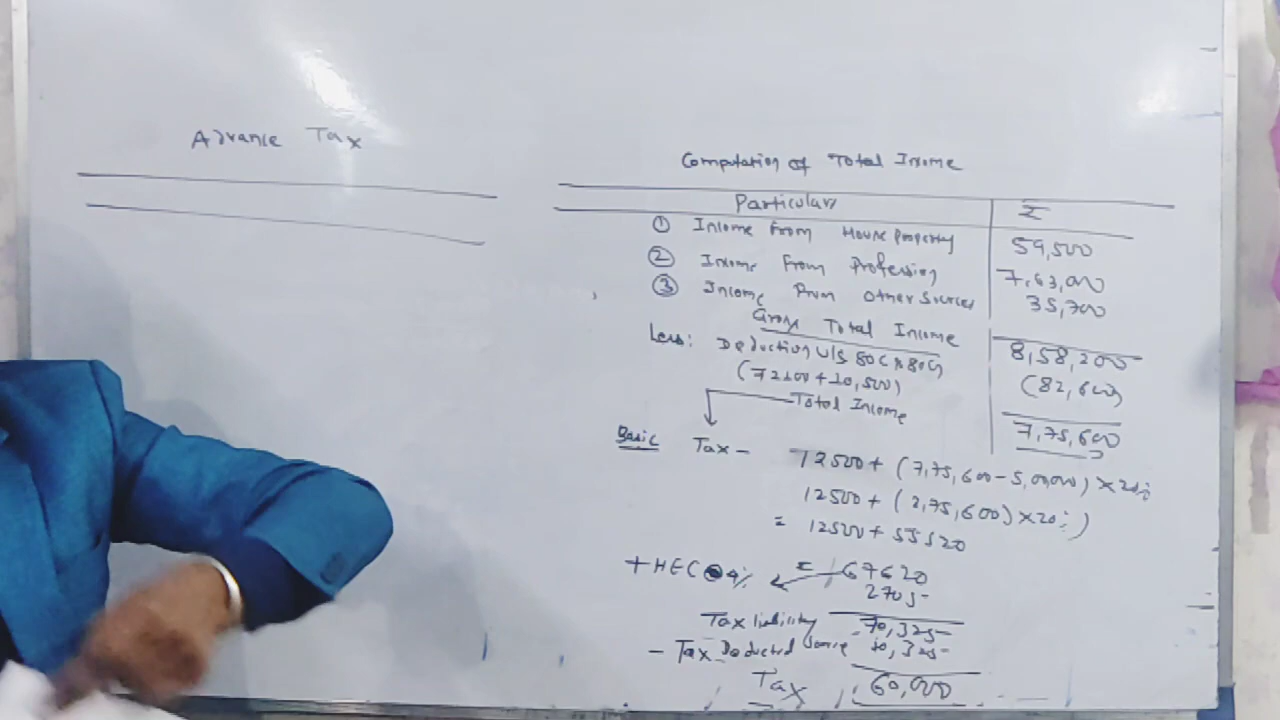 Advance Tax
Computation of Total Income
Particulars ₹
① Income From House Property 59,500
② Income From Profession 7,63,000
③ Income From Other Sources 35,700
Gross Total Income 8,58,200
Less: Deduction U/S 80C & 80G (82,600)
(72100+10,500)
Total Income 7,75,600
Basic Tax - 12500 + (7,75,600 - 5,00,000) × 20%
12500 + (2,75,600) × 20%)
= 12500 + 55120
+ HEC @ 4% 67620
2705
Tax liability 70,325
- Tax Deducted Source 10,325
Tax 60,000